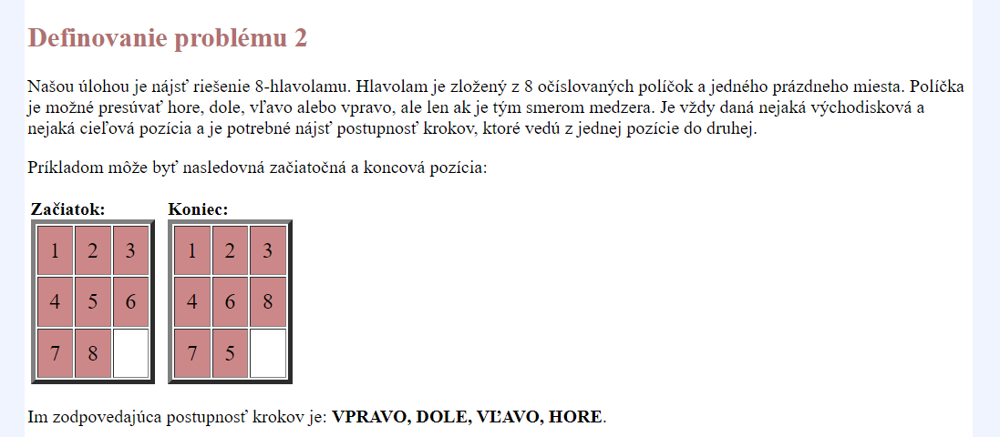 Definovanie problému 2
Našou úlohou je nájsť riešenie 8-hlavolamu. Hlavolam je zložený z 8 očíslovaných políčok a jedného prázdneho miesta. Políčka
je možné presúvať hore, dole, vľavo alebo vpravo, ale len ak je tým smerom medzera. Je vždy daná nejaká východisková a
nejaká cieľová pozícia a je potrebné nájsť postupnosť krokov, ktoré vedú z jednej pozície do druhej.
Príkladom môže byť nasledovná začiatočná a koncová pozícia:
Začiatok: Koniec:
1 2 3 1 2 3
4 5 6 4 6 8
7 8 7 5
Im zodpovedajúca postupnosť krokov je: VPRAVO, DOLE, VĽAVO, HORE.